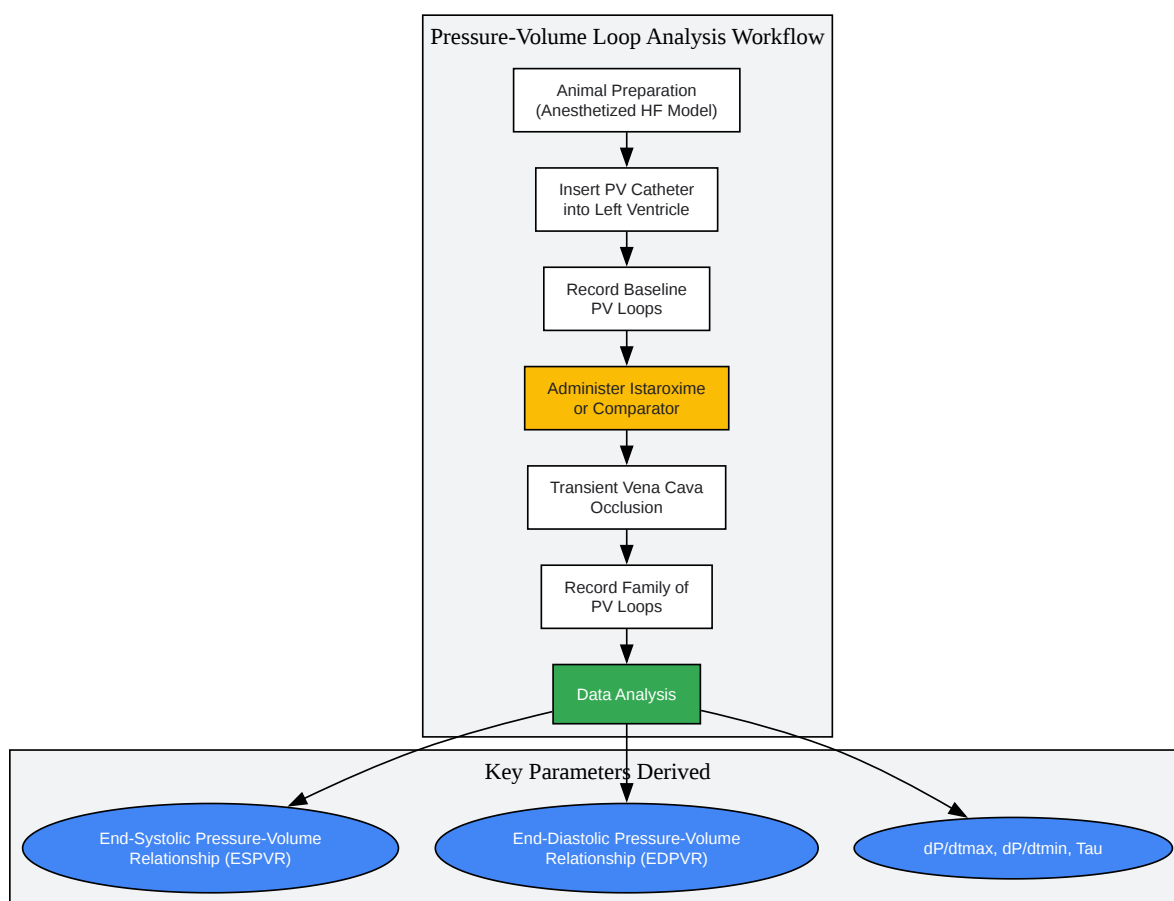 Pressure-Volume Loop Analysis Workflow
Animal Preparation
(Anesthetized HF Model)
Insert PV Catheter
into Left Ventricle
Record Baseline
PV Loops
Administer Istaroxime
or Comparator
Transient Vena Cava
Occlusion
Record Family of
PV Loops
Data Analysis
Key Parameters Derived
End-Systolic Pressure-Volume
Relationship (ESPVR)
End-Diastolic Pressure-Volume
Relationship (EDPVR)
dP/dtmax, dP/dtmin, Tau